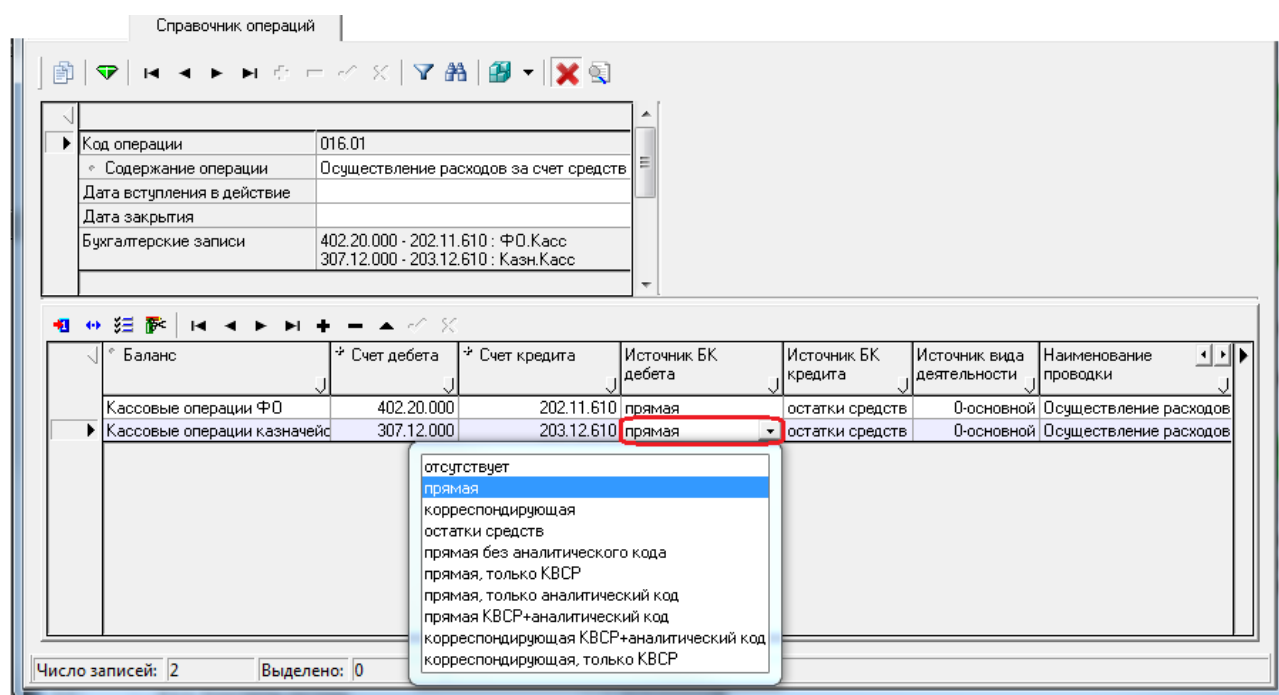 Справочник операций
Код операции 016.01
Содержание операции Осуществление расходов за счет средств
Дата вступления в действие
Дата закрытия
Бухгалтерские записи 402.20.000 - 202.11.610 : ФО.Касс
307.12.000 - 203.12.610 : Казн.Касс
Баланс Счет дебета Счет кредита Источник БК дебета Источник БК кредита Источник вида деятельности Наименование проводки
Кассовые операции ФО 402.20.000 202.11.610 прямая остатки средств 0-основной Осуществление расходов
Кассовые операции казначейс 307.12.000 203.12.610 прямая остатки средств 0-основной Осуществление расходов
отсутствует
прямая
корреспондирующая
остатки средств
прямая без аналитического кода
прямая, только КВСР
прямая, только аналитический код
прямая КВСР+аналитический код
корреспондирующая КВСР+аналитический код
корреспондирующая, только КВСР
Число записей: 2 Выделено: 0